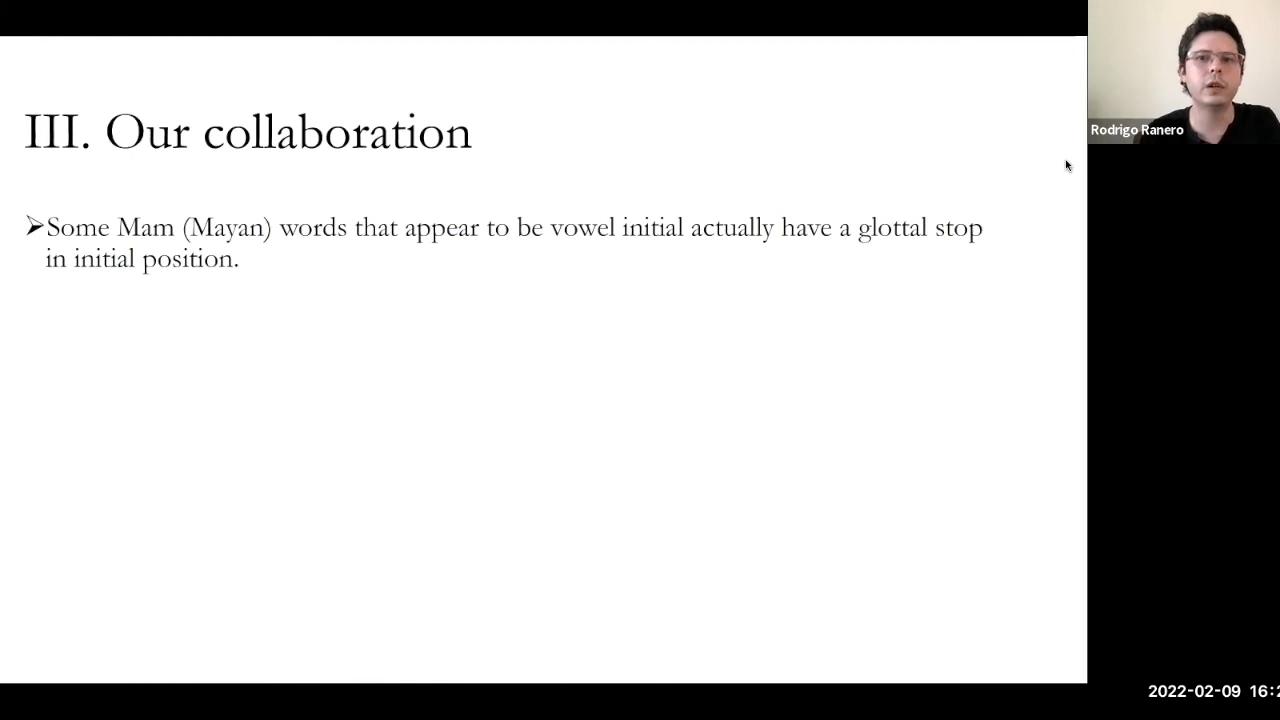 III. Our collaboration
➢Some Mam (Mayan) words that appear to be vowel initial actually have a glottal stop
in initial position.
Rodrigo Ranero
2022-02-09 16:2